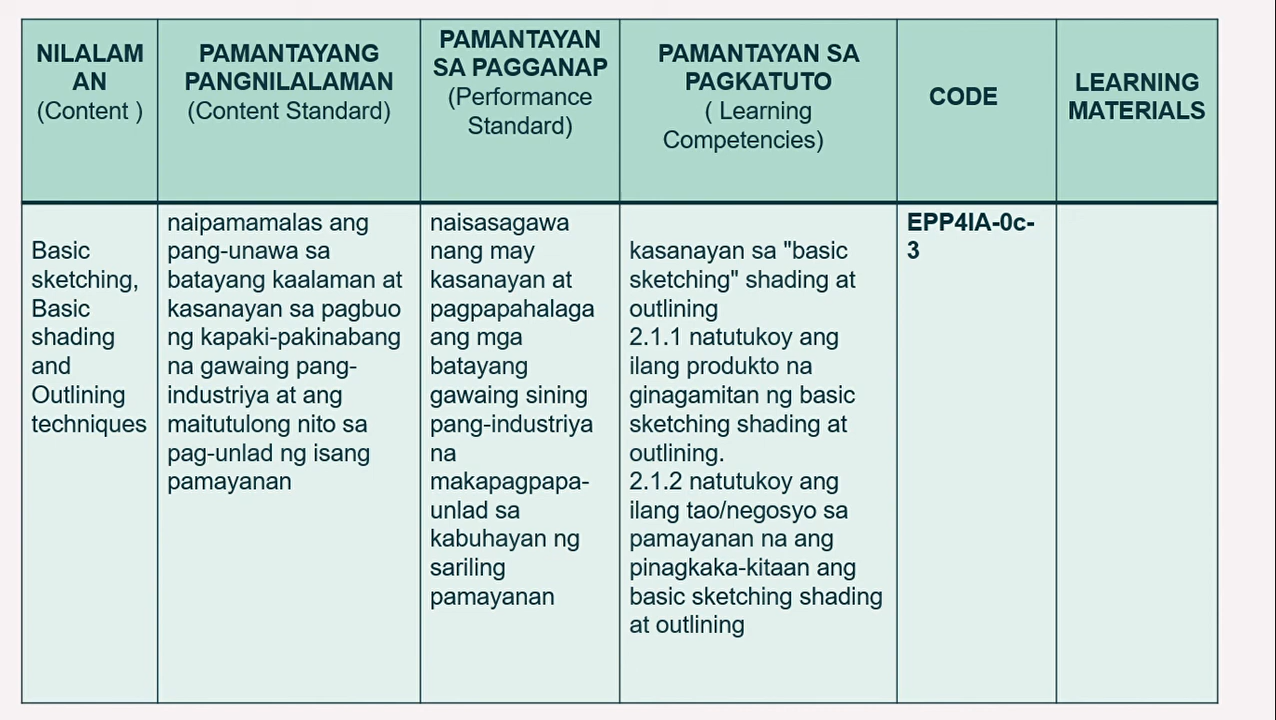 NILALAM
AN
(Content )
PAMANTAYANG
PANGNILALAMAN
(Content Standard)
PAMANTAYAN
SA PAGGANAP
(Performance
Standard)
PAMANTAYAN SA
PAGKATUTO
( Learning
Competencies)
CODE
LEARNING
MATERIALS
Basic
sketching,
Basic
shading
and
Outlining
techniques
naipamamalas ang
pang-unawa sa
batayang kaalaman at
kasanayan sa pagbuo
ng kapaki-pakinabang
na gawaing pang-
industriya at ang
maitutulong nito sa
pag-unlad ng isang
pamayanan
naisasagawa
nang may
kasanayan at
pagpapahalaga
ang mga
batayang
gawaing sining
pang-industriya
na
makapagpapa-
unlad sa
kabuhayan ng
sariling
pamayanan
kasanayan sa "basic
sketching" shading at
outlining
2.1.1 natutukoy ang
ilang produkto na
ginagamitan ng basic
sketching shading at
outlining.
2.1.2 natutukoy ang
ilang tao/negosyo sa
pamayanan na ang
pinagkaka-kitaan ang
basic sketching shading
at outlining
EPP4IA-0c-
3